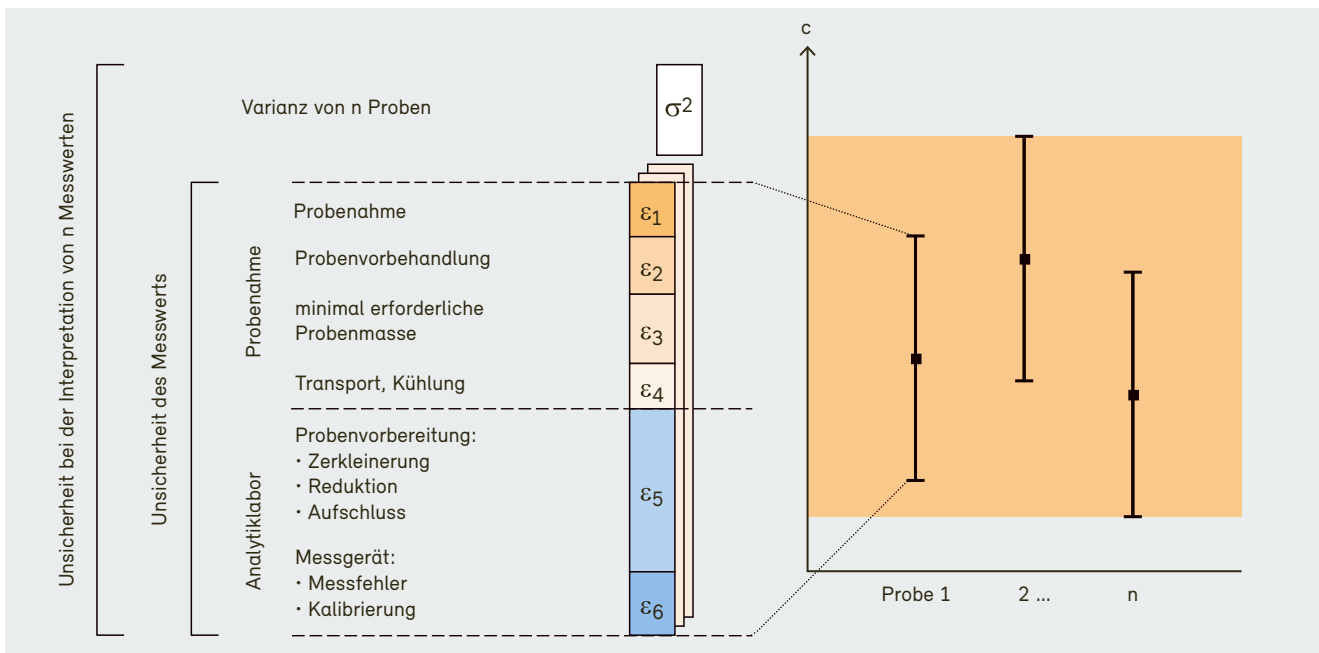 Unsicherheit bei der Interpretation von n Messwerten
Unsicherheit des Messwerts
Varianz von n Proben
σ²
Probenahme
Probenahme
ε1
Probenvorbehandlung
ε2
minimal erforderliche
Probenmasse
ε3
Transport, Kühlung
ε4
Analytiklabor
Probenvorbereitung:
· Zerkleinerung
· Reduktion
· Aufschluss
ε5
Messgerät:
· Messfehler
· Kalibrierung
ε6
c
Probe 1
2 ...
n